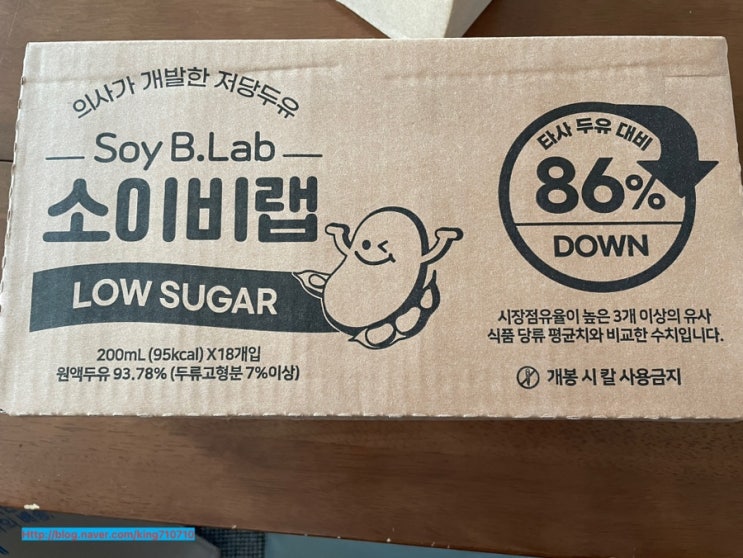 의사가 개발한 저당두유
Soy B.Lab
소이비랩
LOW SUGAR
200mL (95kcal) X18개입
원액두유 93.78% (두류고형분 7%이상)
타사 두유 대비
86%
DOWN
시장점유율이 높은 3개 이상의 유사
식품 당류 평균치와 비교한 수치입니다.
개봉 시 칼 사용금지
Http://blog.naver.com/king710710